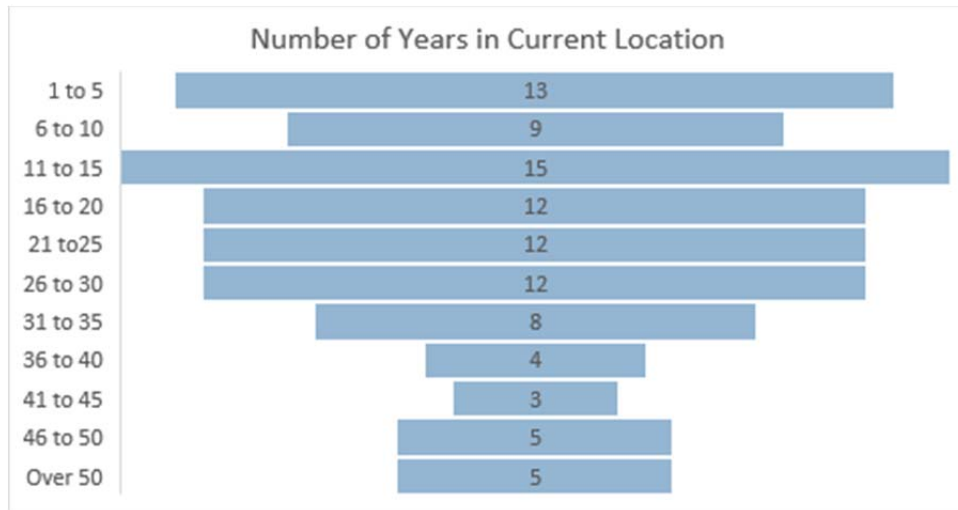 Number of Years in Current Location
1 to 5 13
6 to 10 9
11 to 15 15
16 to 20 12
21 to25 12
26 to 30 12
31 to 35 8
36 to 40 4
41 to 45 3
46 to 50 5
Over 50 5